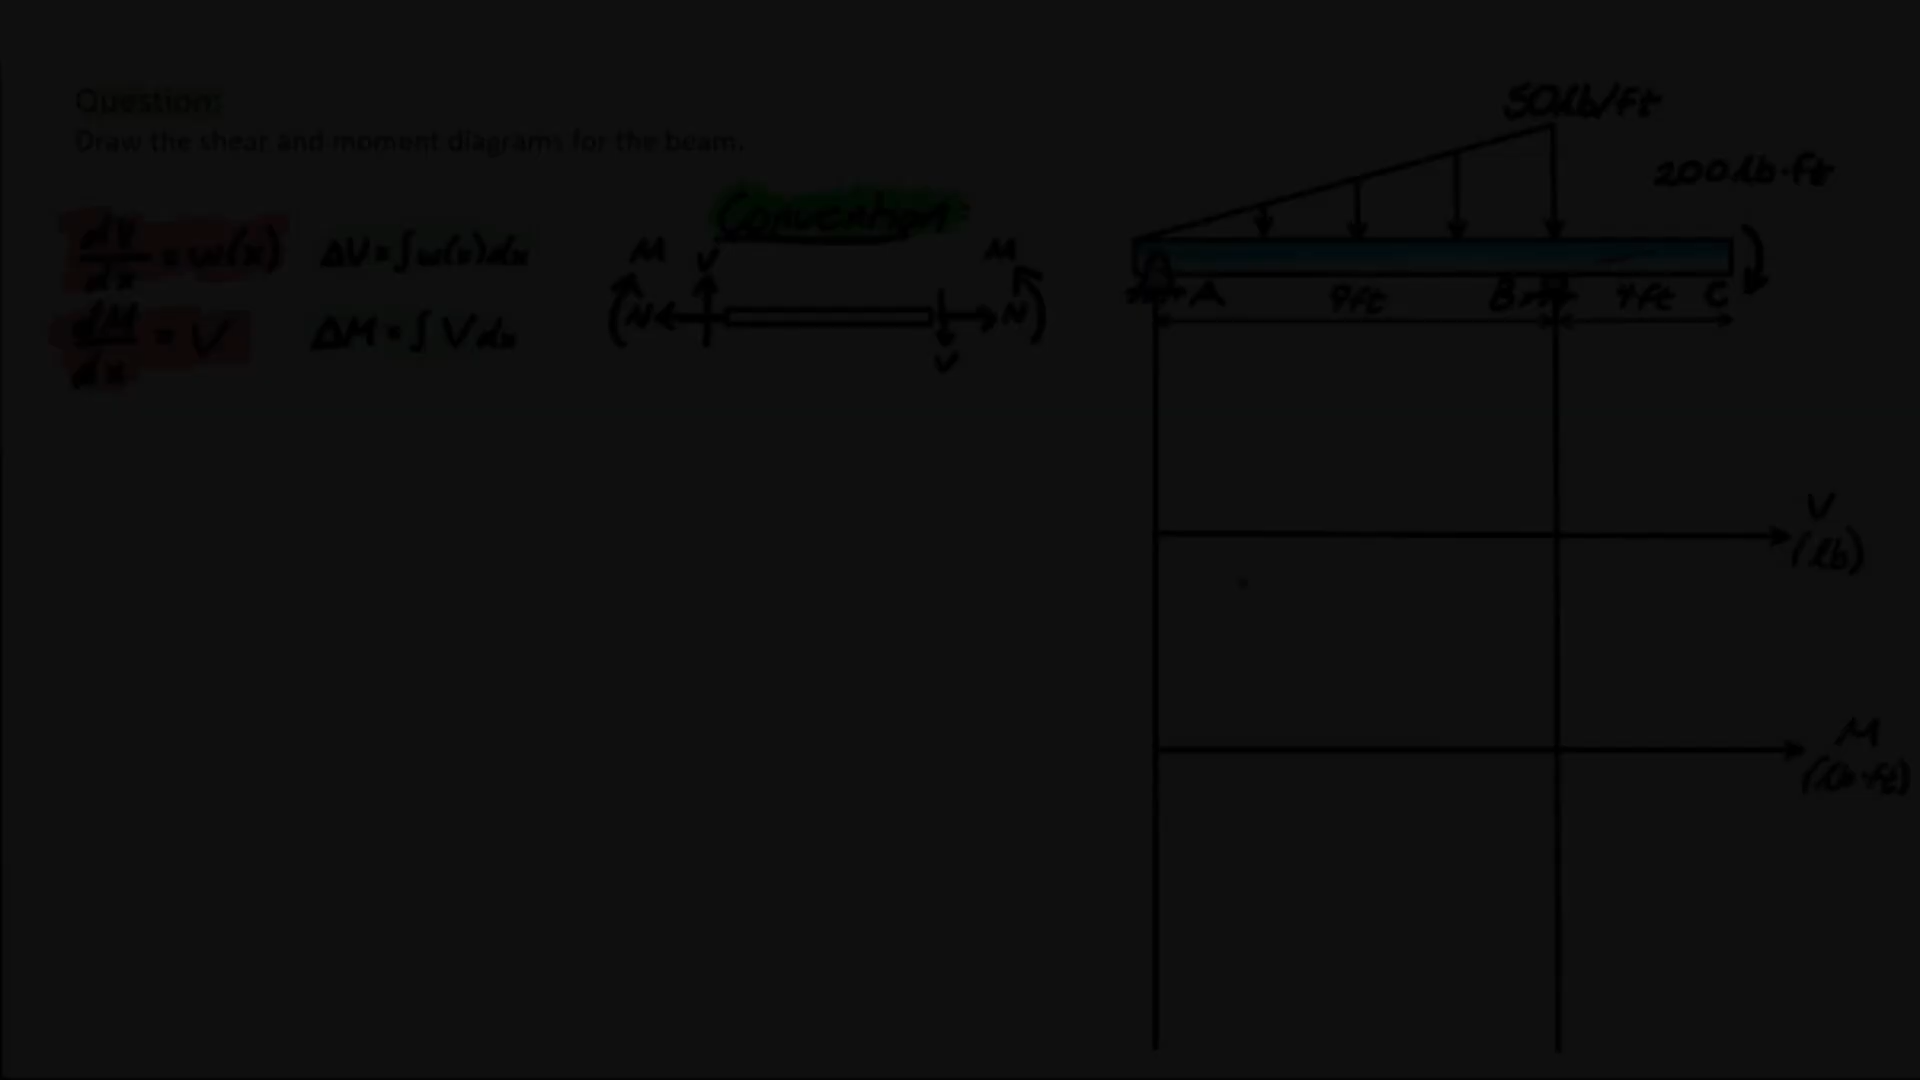 Question:
Draw the shear and moment diagrams for the beam.
dV/dx = w(x)
ΔV = ∫w(x)dx
dM/dx = V
ΔM = ∫Vdx
Convention
M V M
N N
V
50lb/ft
200lb·ft
A 9ft B 4ft C
V
(lb)
M
(lb·ft)